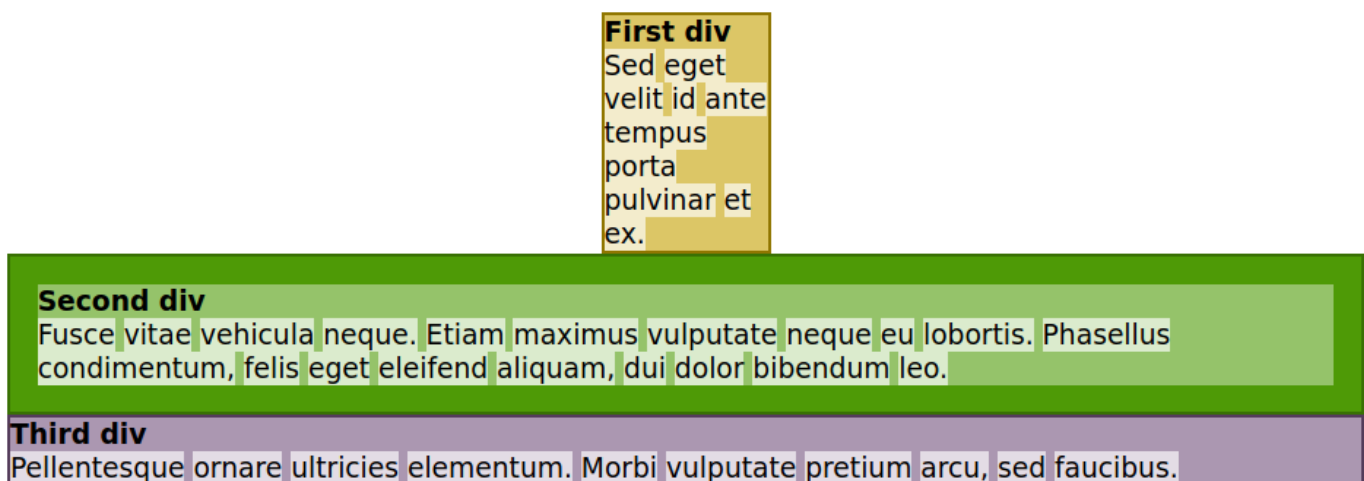 First div
Sed eget
velit id ante
tempus
porta
pulvinar et
ex.
Second div
Fusce vitae vehicula neque. Etiam maximus vulputate neque eu lobortis. Phasellus
condimentum, felis eget eleifend aliquam, dui dolor bibendum leo.
Third div
Pellentesque ornare ultricies elementum. Morbi vulputate pretium arcu, sed faucibus.